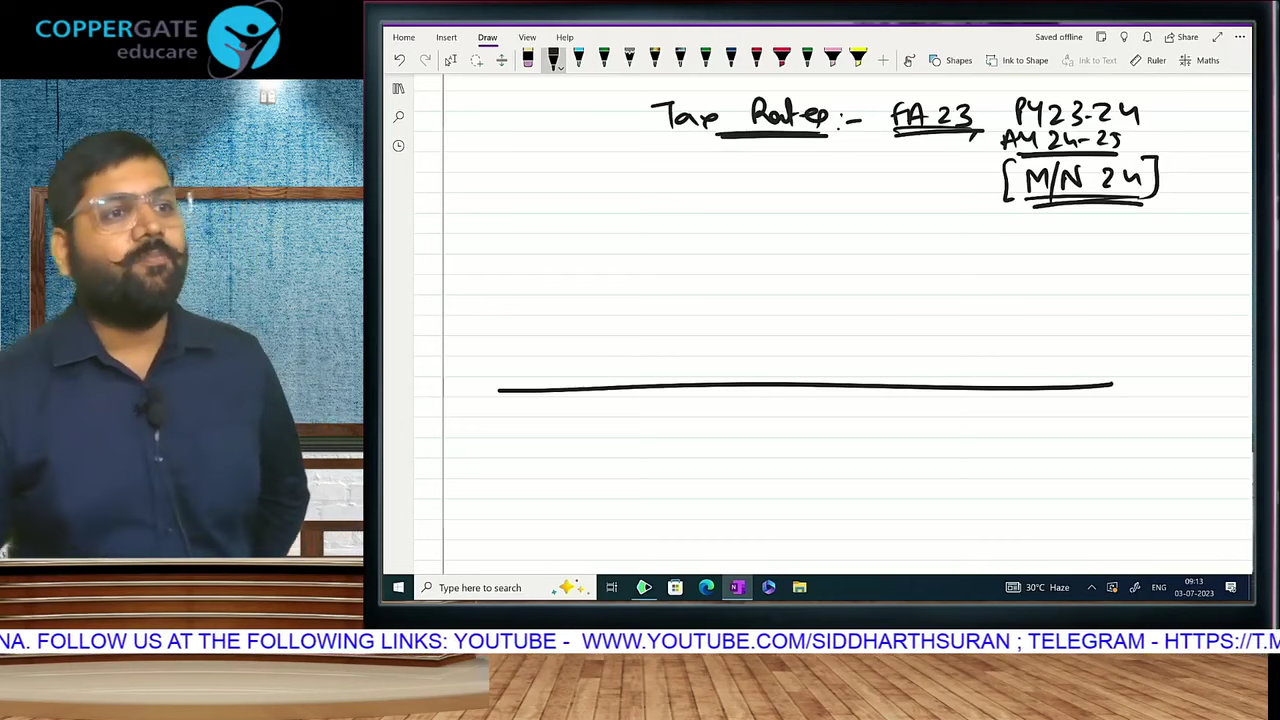 COPPERGATE
educare
Home Insert Draw View Help
Saved offline
Share
Shapes
Ink to Shape
Ink to Text
Ruler
Maths
Tax Rates :- FA 23 PY 23-24
AY 24-25
[M/N 24]
Type here to search
30°C Haze
ENG
09:13
03-07-2023
NA. FOLLOW US AT THE FOLLOWING LINKS: YOUTUBE - WWW.YOUTUBE.COM/SIDDHARTHSURAN ; TELEGRAM - HTTPS://T.M